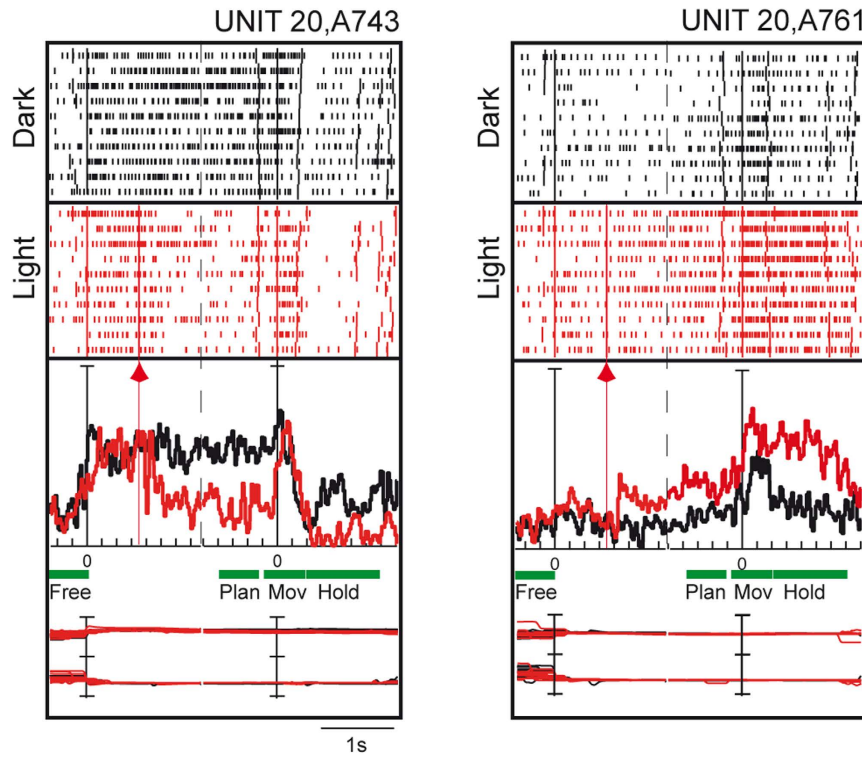 UNIT 20,A743
UNIT 20,A761
Dark
Dark
Light
Light
0 0
0 0
Free Plan Mov Hold
Free Plan Mov Hold
1s